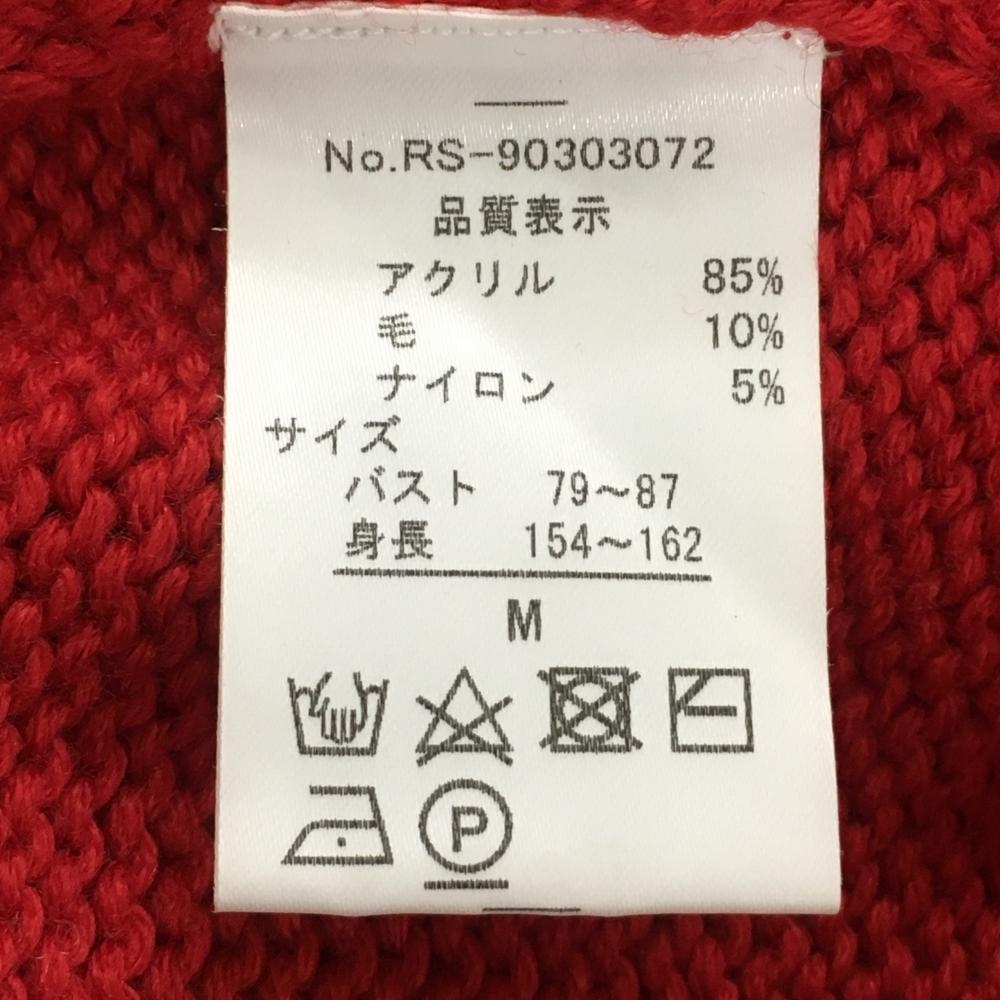 No.RS-90303072
品質表示
アクリル 85%
毛 10%
ナイロン 5%
サイズ
バスト 79～87
身長 154～162
M
P